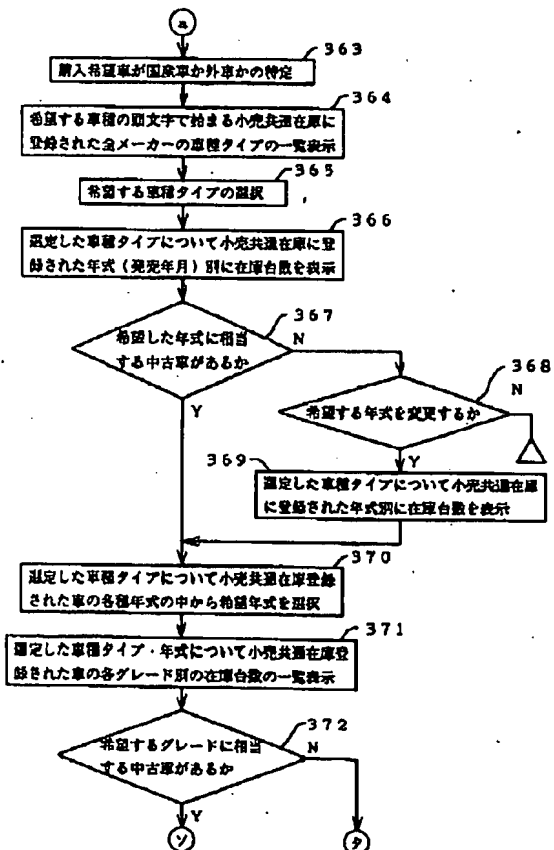 363
購入希望車が国産車か外車かの特定
364
希望する車種の頭文字で始まる小売共通在庫に
登録された全メーカーの車種タイプの一覧表示
365
希望する車種タイプの選択
366
選定した車種タイプについて小売共通在庫に登
録された年式(発売年月)別に在庫台数を表示
367
希望した年式に相当
する中古車があるか
N
Y
368
希望する年式を変更するか
N
Y
369
選定した車種タイプについて小売共通在庫
に登録された年式別に在庫台数を表示
370
選定した車種タイプについて小売共通在庫登録
された車の各種年式の中から希望年式を選択
371
選定した車種タイプ・年式について小売共通在庫登
録された車の各グレード別の在庫台数の一覧表示
372
希望するグレードに相当
する中古車があるか
N
Y
ソ
タ